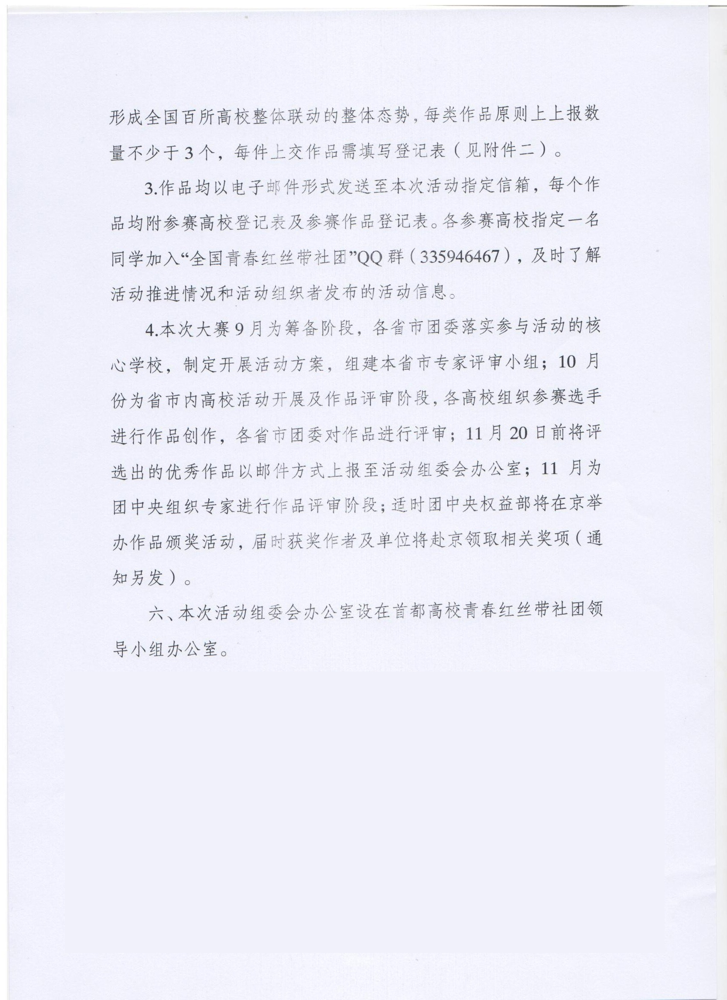 形成全国百所高校整体联动的整体态势，每类作品原则上上报数
量不少于3个，每件上交作品需填写登记表（见附件二）。
3.作品均以电子邮件形式发送至本次活动指定信箱，每个作
品均附参赛高校登记表及参赛作品登记表。各参赛高校指定一名
同学加入“全国青春红丝带社团”QQ群（335946467），及时了解
活动推进情况和活动组织者发布的活动信息。
4.本次大赛9月为筹备阶段，各省市团委落实参与活动的核
心学校，制定开展活动方案，组建本省市专家评审小组；10 月
份为省市内高校活动开展及作品评审阶段，各高校组织参赛选手
进行作品创作，各省市团委对作品进行评审；11月20日前将评
选出的优秀作品以邮件方式上报至活动组委会办公室；11 月为
团中央组织专家进行作品评审阶段；适时团中央权益部将在京举
办作品颁奖活动，届时获奖作者及单位将赴京领取相关奖项（通
知另发）。
六、本次活动组委会办公室设在首都高校青春红丝带社团领
导小组办公室。